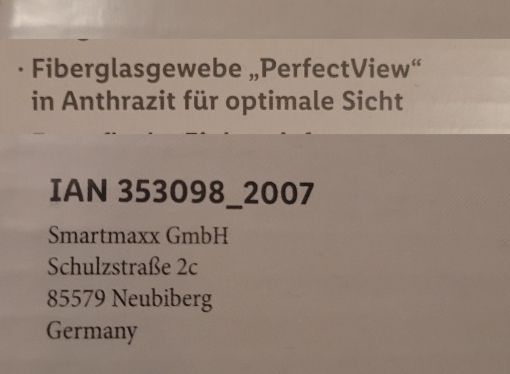 · Fiberglasgewebe „PerfectView“
in Anthrazit für optimale Sicht
IAN 353098_2007
Smartmaxx GmbH
Schulzstraße 2c
85579 Neubiberg
Germany